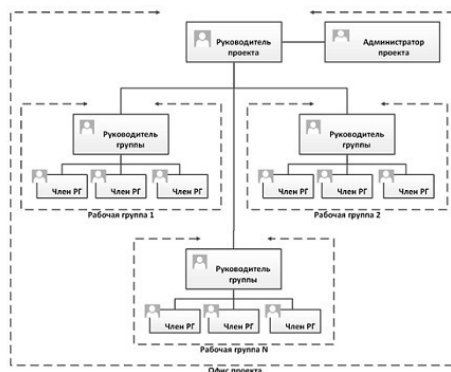 Руководитель
проекта
Администратор
проекта
Руководитель
группы
Член РГ
Член РГ
Член РГ
Рабочая группа 1
Руководитель
группы
Член РГ
Член РГ
Член РГ
Рабочая группа 2
Руководитель
группы
Член РГ
Член РГ
Член РГ
Рабочая группа N
Офис проекта